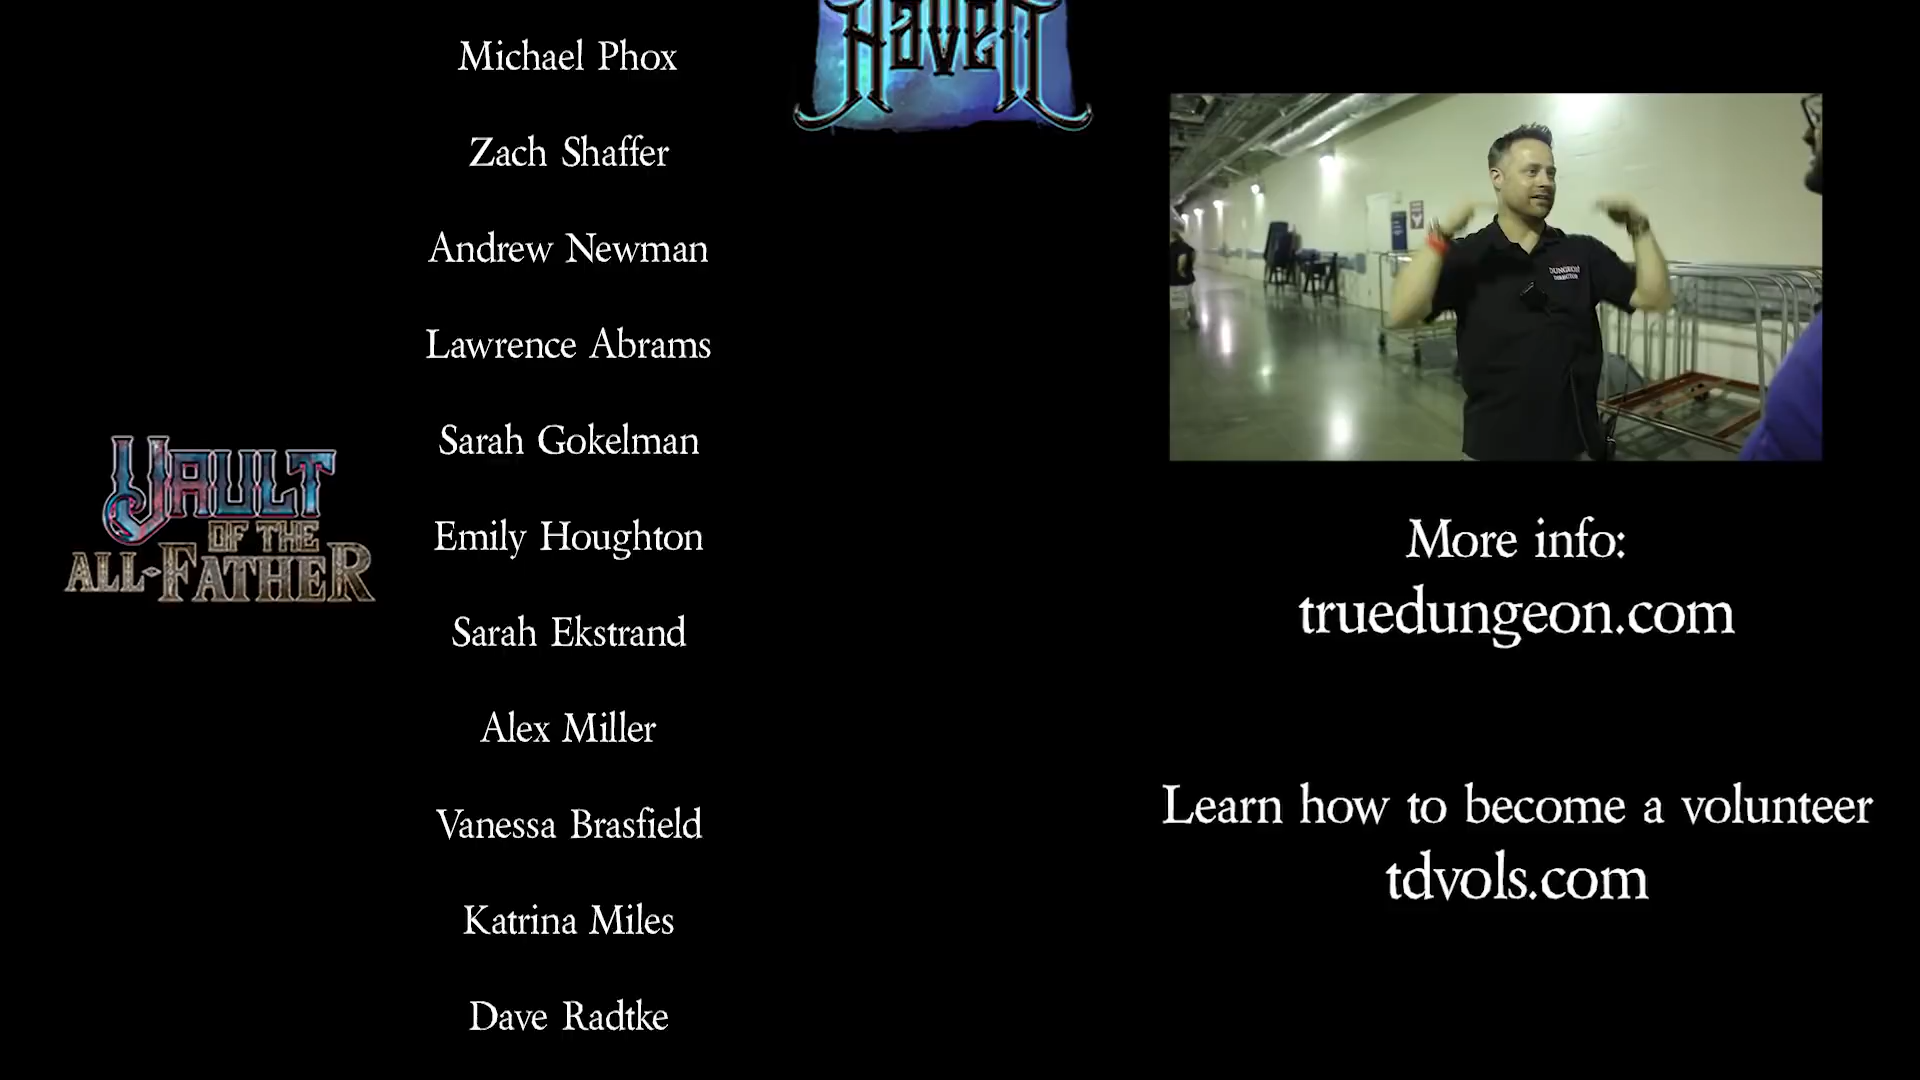 Haven
Michael Phox
Zach Shaffer
Andrew Newman
Lawrence Abrams
Sarah Gokelman
Emily Houghton
Sarah Ekstrand
Alex Miller
Vanessa Brasfield
Katrina Miles
Dave Radtke
VAULT
OF THE
ALL-FATHER
DUNGEON
More info:
truedungeon.com
Learn how to become a volunteer
tdvols.com